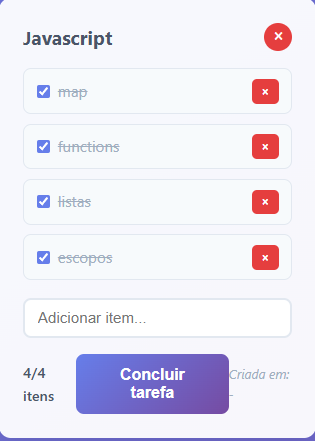 Javascript ×
map ×
functions ×
listas ×
escopos ×
Adicionar item...
4/4
itens
Concluir
tarefa
Criada em:
-